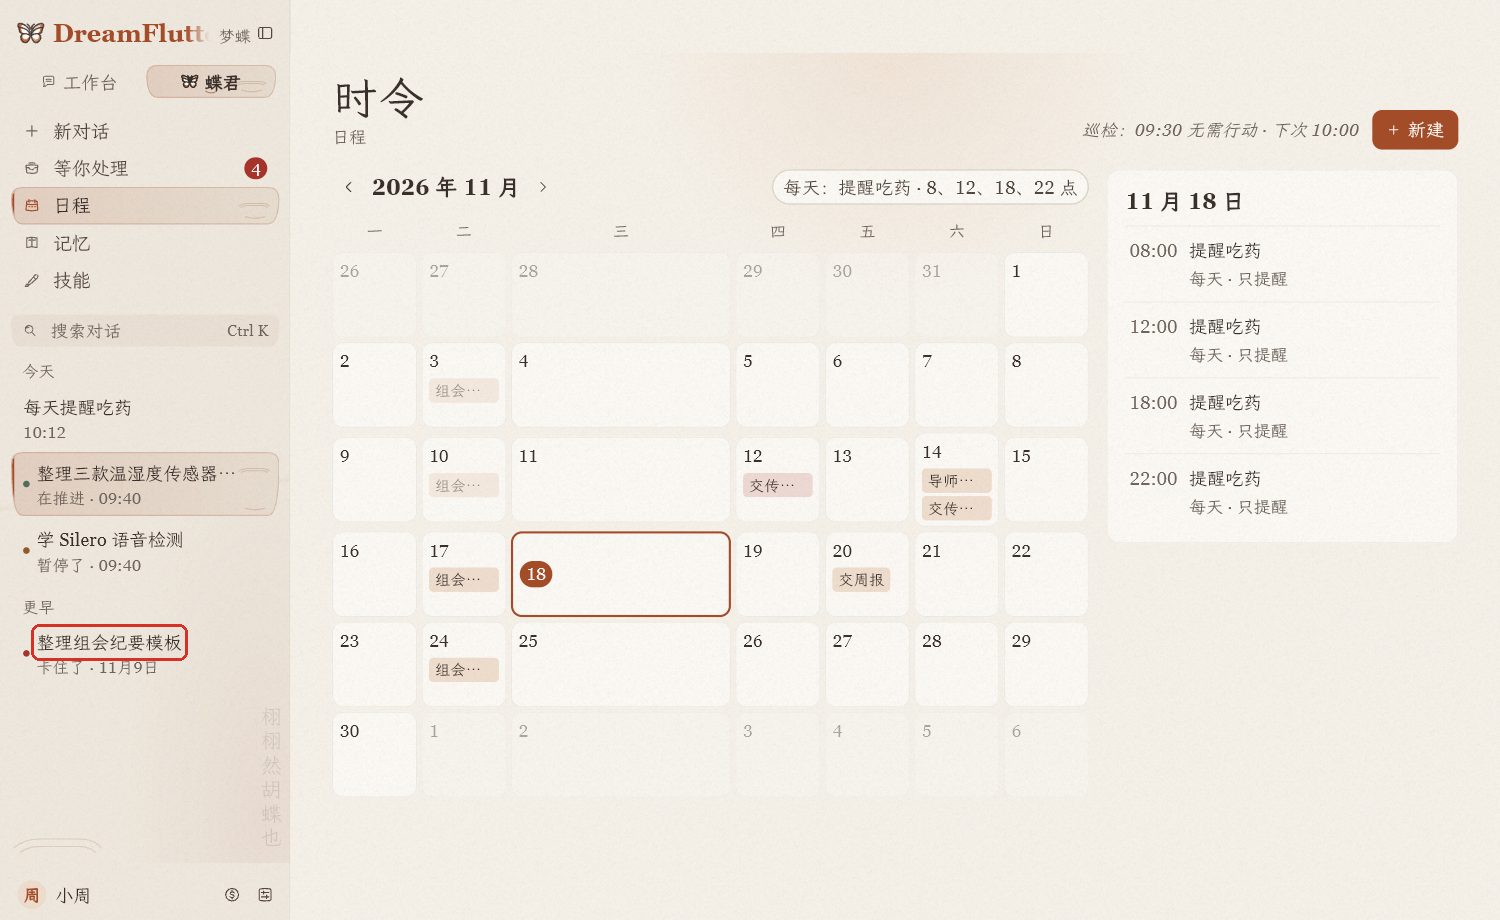 DreamFlutt 梦蝶
工作台
蝶君
新对话
等你处理 4
日程
记忆
技能
搜索对话 Ctrl K
今天
每天提醒吃药
10:12
整理三款温湿度传感器…
在推进 · 09:40
学 Silero 语音检测
暂停了 · 09:40
更早
整理组会纪要模板
卡住了 · 11月9日
栩栩然胡蝶也
周 小周
时令
日程
巡检：09:30 无需行动 · 下次 10:00
+ 新建
2026 年 11 月
每天：提醒吃药 · 8、12、18、22 点
一 二 三 四 五 六 日
26 27 28 29 30 31 1
2 3 4 5 6 7 8
组会…
9 10 11 12 13 14 15
组会… 交传… 导师…
交传…
16 17 18 19 20 21 22
组会… 交周报
23 24 25 26 27 28 29
组会…
30 1 2 3 4 5 6
11 月 18 日
08:00 提醒吃药
每天 · 只提醒
12:00 提醒吃药
每天 · 只提醒
18:00 提醒吃药
每天 · 只提醒
22:00 提醒吃药
每天 · 只提醒